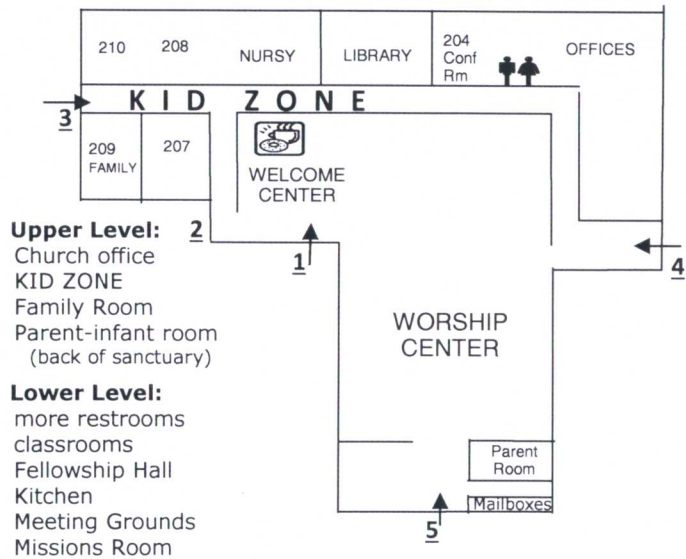 210
208
NURSY
LIBRARY
204
Conf
Rm
OFFICES
KID ZONE
3
209
FAMILY
207
WELCOME
CENTER
2
1
4
Upper Level:
Church office
KID ZONE
Family Room
Parent-infant room
(back of sanctuary)
WORSHIP
CENTER
Lower Level:
more restrooms
classrooms
Fellowship Hall
Kitchen
Meeting Grounds
Missions Room
Parent
Room
Mailboxes
5